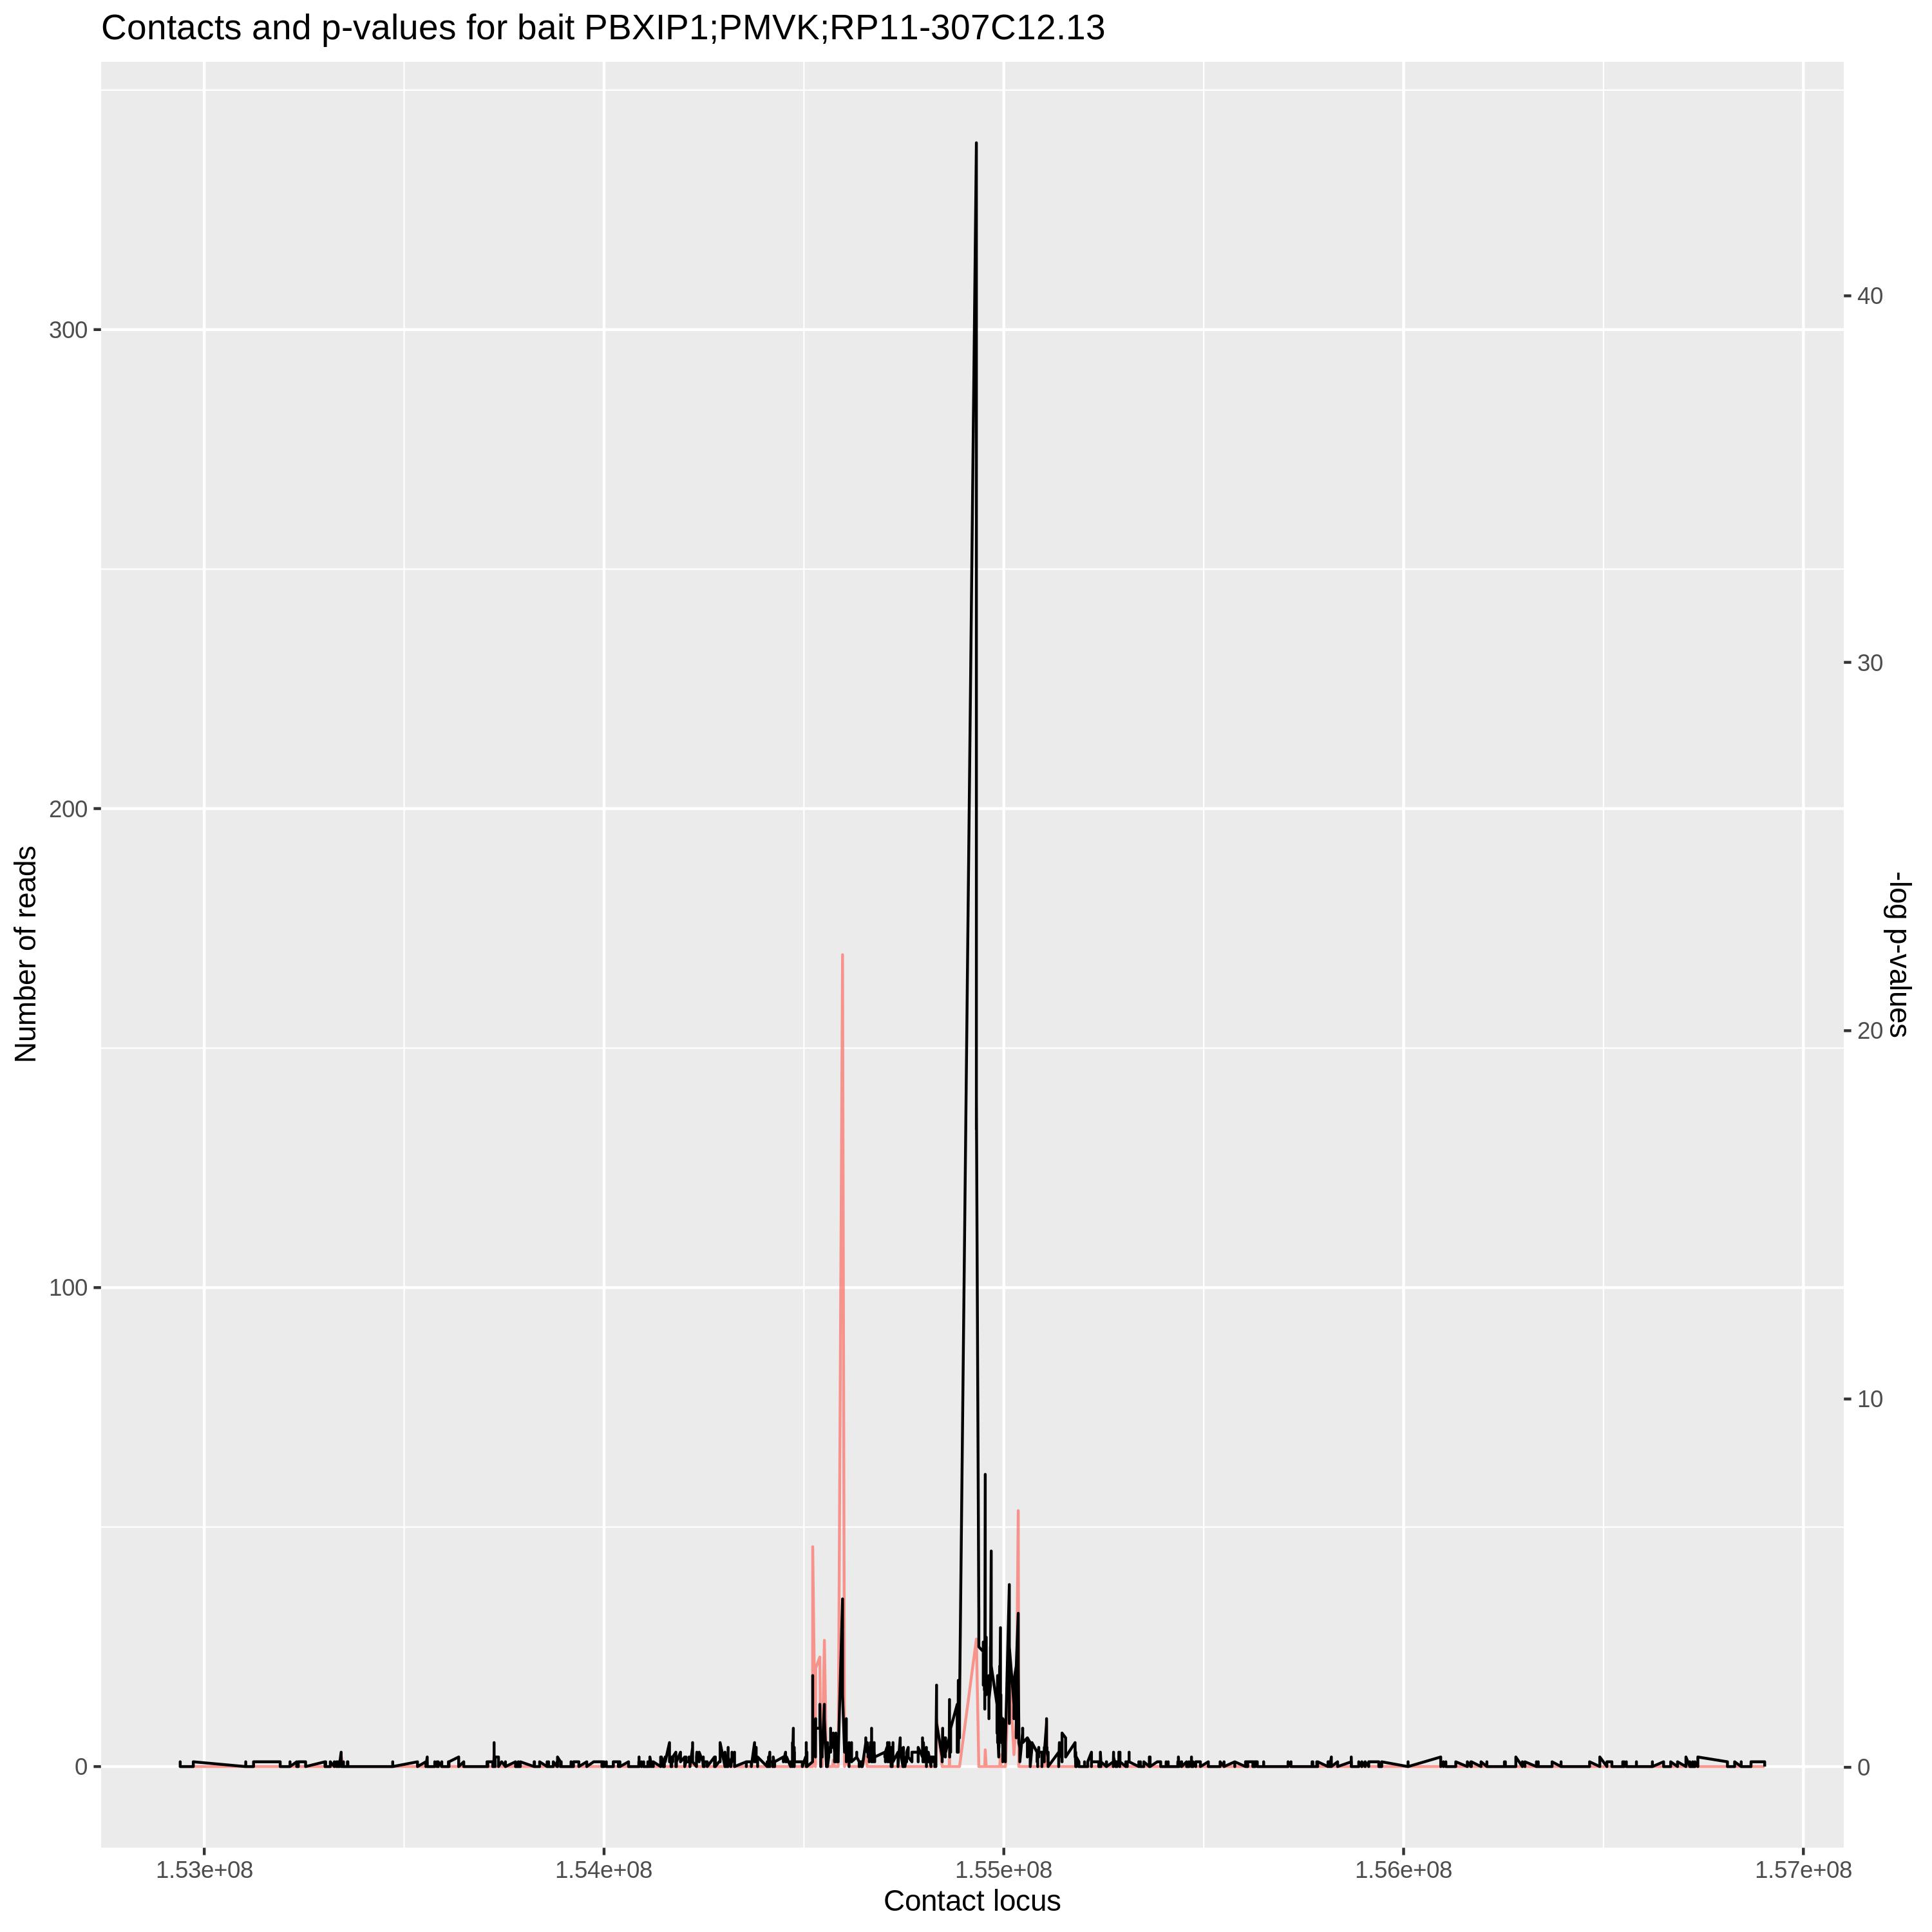 Contacts and p-values for bait PBXIP1;PMVK;RP11-307C12.13
Number of reads
300
200
100
0
40
30
20
10
0
-log p-values
1.53e+08 1.54e+08 1.55e+08 1.56e+08 1.57e+08
Contact locus